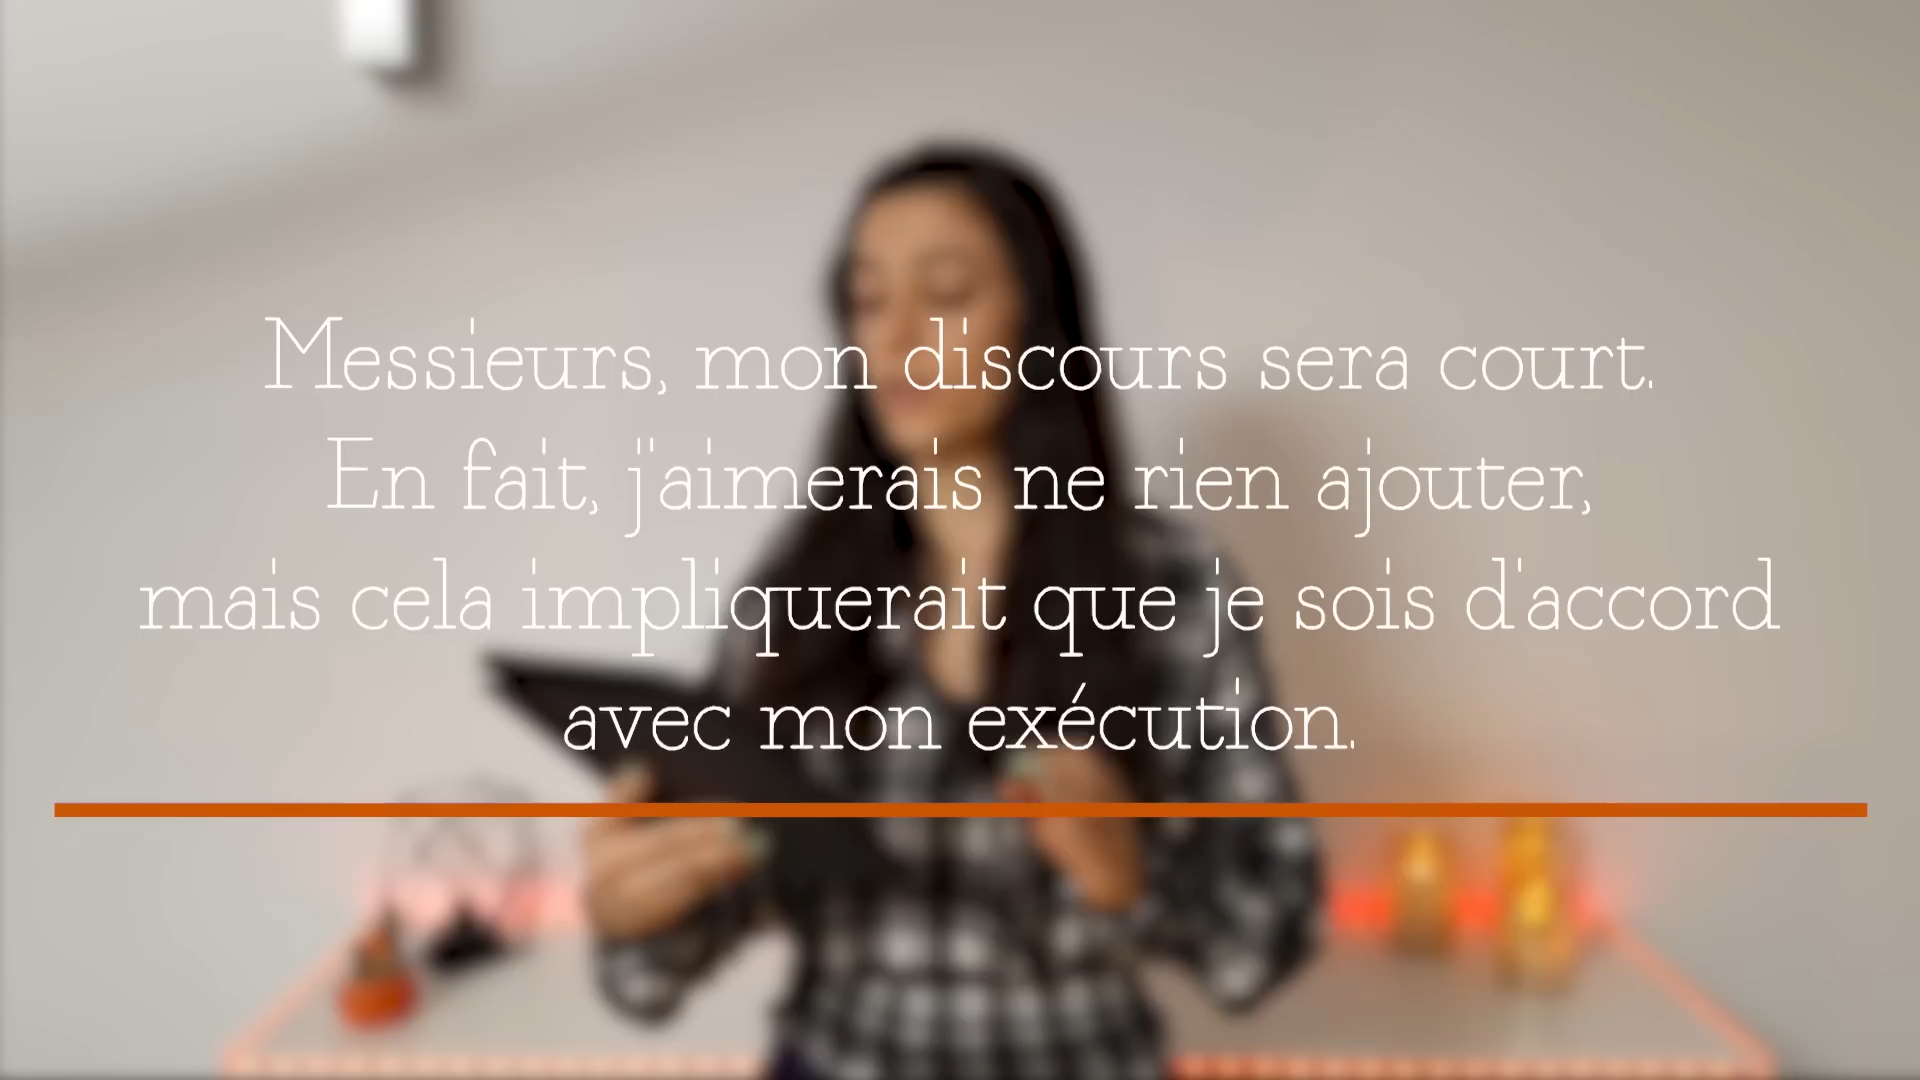 Messieurs, mon discours sera court.
En fait, j'aimerais ne rien ajouter,
mais cela impliquerait que je sois d'accord
avec mon exécution.